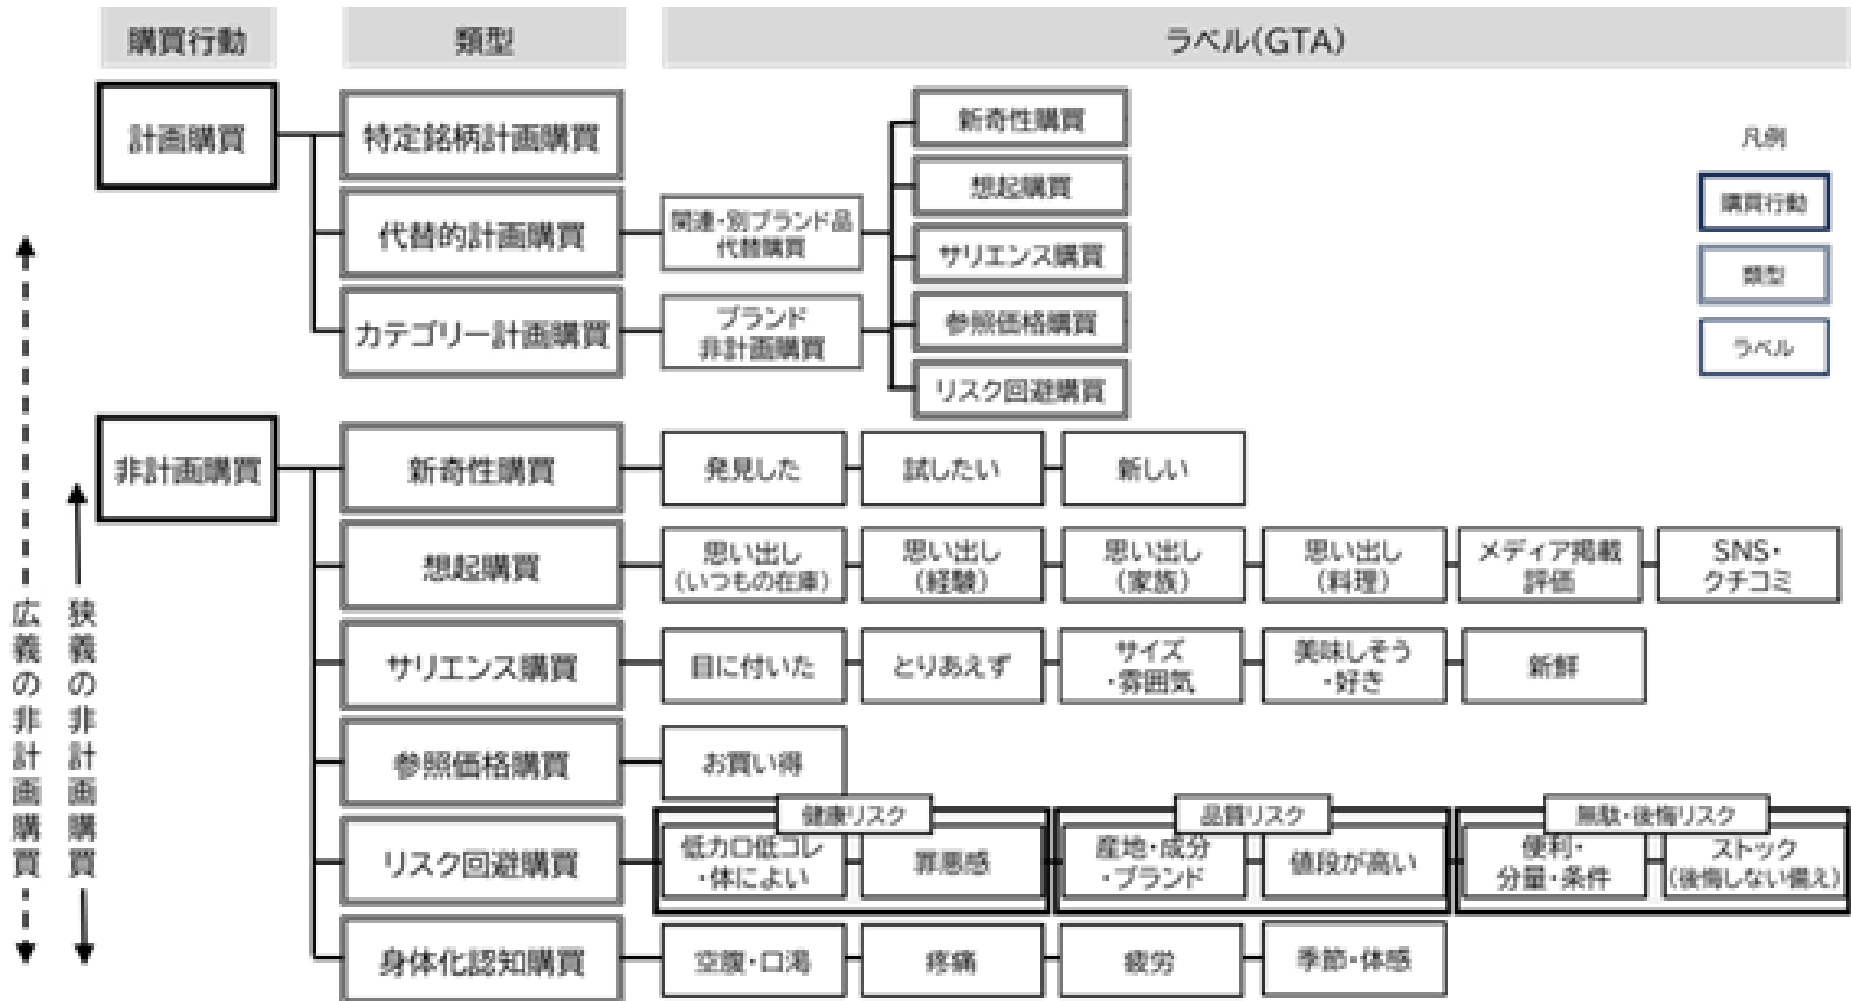 購買行動
類型
ラベル(GTA)
計画購買
特定銘柄計画購買
代替的計画購買
関連・別ブランド品
代替購買
カテゴリー計画購買
ブランド
非計画購買
新奇性購買
想起購買
サリエンス購買
参照価格購買
リスク回避購買
凡例
購買行動
類型
ラベル
広義の非計画購買
狭義の非計画購買
非計画購買
新奇性購買
発見した
試したい
新しい
想起購買
思い出し
(いつもの在庫)
思い出し
(経験)
思い出し
(家族)
思い出し
(料理)
メディア掲載
評価
SNS・
クチコミ
サリエンス購買
目に付いた
とりあえず
サイズ
・雰囲気
美味しそう
・好き
新鮮
参照価格購買
お買い得
リスク回避購買
健康リスク
低カロ低コレ
・体によい
罪悪感
品質リスク
産地・成分
・ブランド
値段が高い
無駄・後悔リスク
便利・
分量・条件
ストック
(後悔しない備え)
身体化認知購買
空腹・口渇
疼痛
疲労
季節・体感